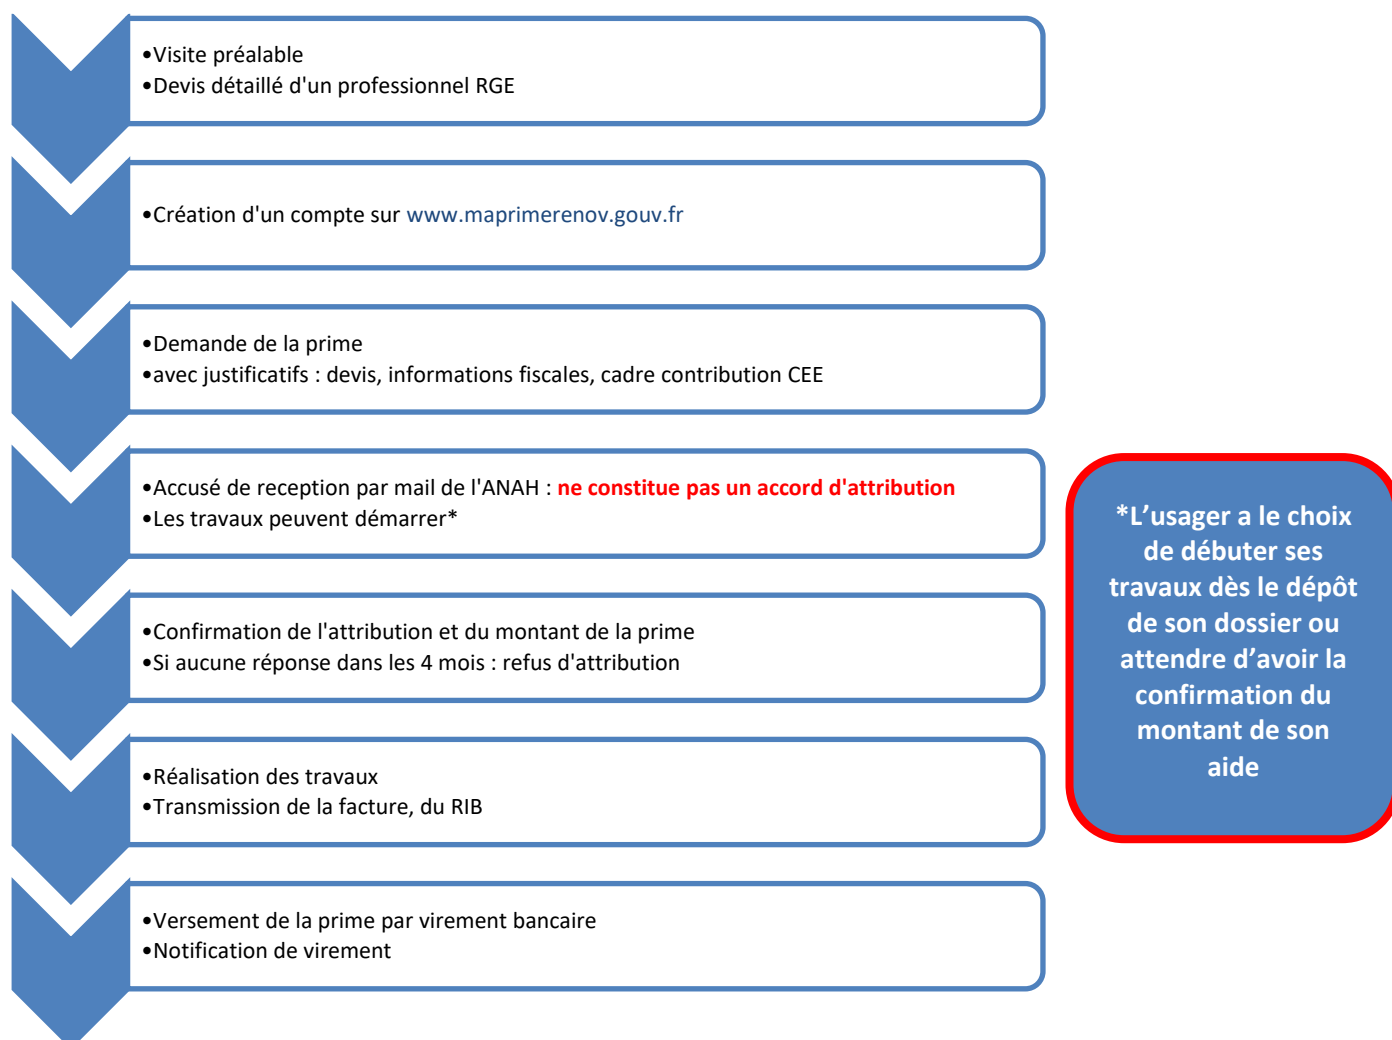 •Visite préalable
•Devis détaillé d'un professionnel RGE
•Création d'un compte sur www.maprimerenov.gouv.fr
•Demande de la prime
•avec justificatifs : devis, informations fiscales, cadre contribution CEE
•Accusé de reception par mail de l'ANAH : ne constitue pas un accord d'attribution
•Les travaux peuvent démarrer*
•Confirmation de l'attribution et du montant de la prime
•Si aucune réponse dans les 4 mois : refus d'attribution
•Réalisation des travaux
•Transmission de la facture, du RIB
•Versement de la prime par virement bancaire
•Notification de virement
*L’usager a le choix
de débuter ses
travaux dès le dépôt
de son dossier ou
attendre d’avoir la
confirmation du
montant de son
aide